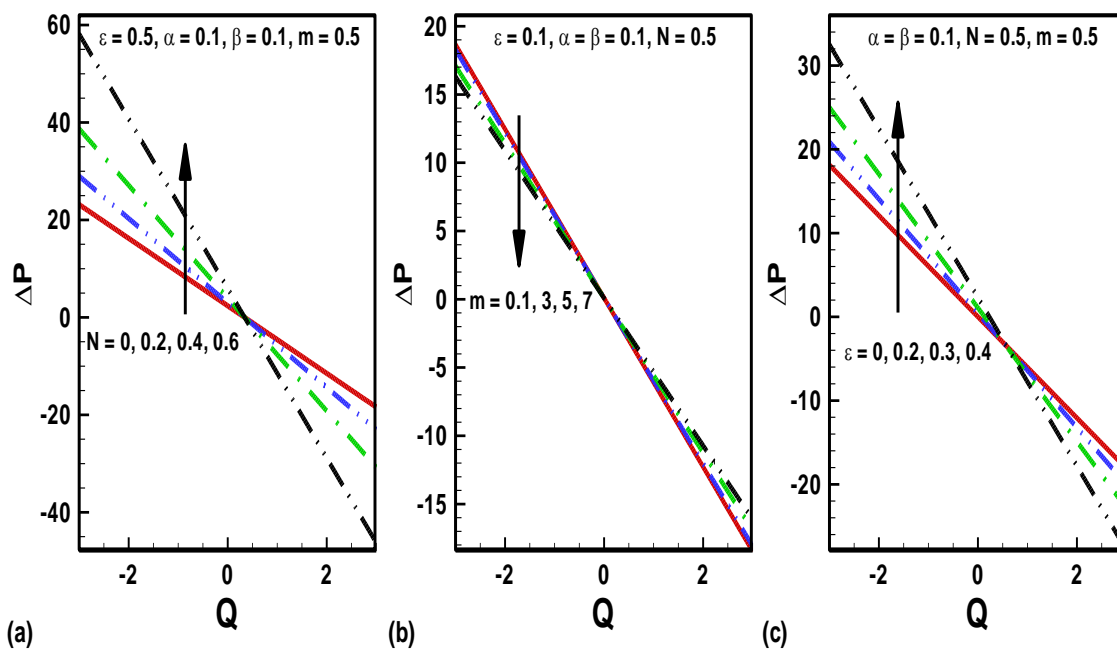 ε = 0.5, α = 0.1, β = 0.1, m = 0.5
60
40
20
0
-20
-40
ΔP
N = 0, 0.2, 0.4, 0.6
-2
0
2
Q
(a)
ε = 0.1, α = β = 0.1, N = 0.5
20
15
10
5
0
-5
-10
-15
ΔP
m = 0.1, 3, 5, 7
-2
0
2
Q
(b)
α = β = 0.1, N = 0.5, m = 0.5
30
20
10
0
-10
-20
ΔP
ε = 0, 0.2, 0.3, 0.4
-2
0
2
Q
(c)